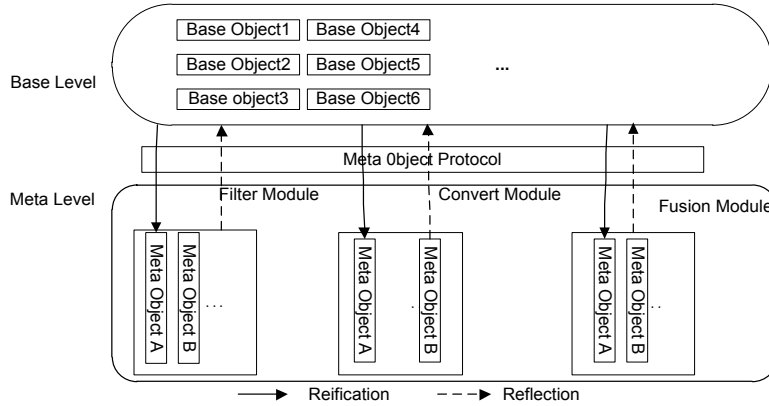 Base Object1 Base Object4
Base Object2 Base Object5 ...
Base Level
Base object3 Base Object6
Meta 0bject Protocol
Meta Level Filter Module Convert Module
Fusion Module
Meta Object A
Meta Object B
...
Meta Object A
.
Meta Object B
Meta Object A
Meta Object B
...
Reification Reflection